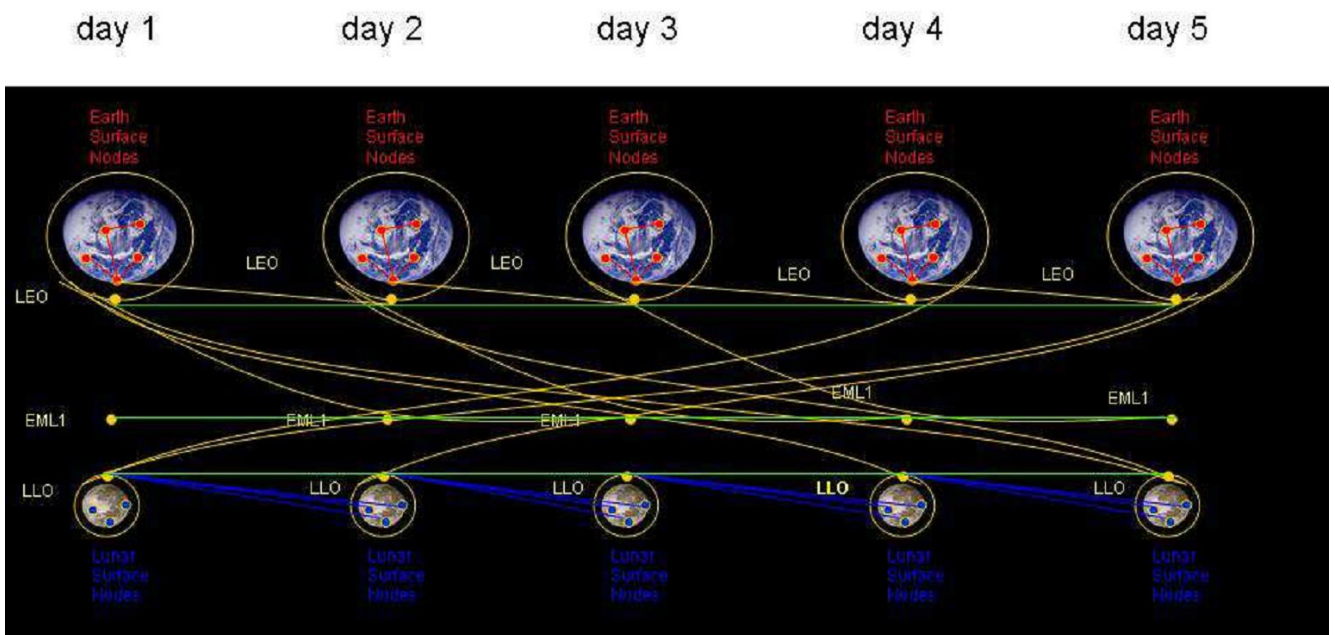 day 1 day 2 day 3 day 4 day 5
Earth Earth Earth Earth Earth
Surface Surface Surface Surface Surface
Nodes Nodes Nodes Nodes Nodes
LEO LEO LEO LEO
LEO
EML1 EML1
EML1 EML1 EML1
LLO LLO LLO LLO LLO
Lunar Lunar Lunar Lunar Lunar
Surface Surface Surface Surface Surface
Nodes Nodes Nodes Nodes Nodes